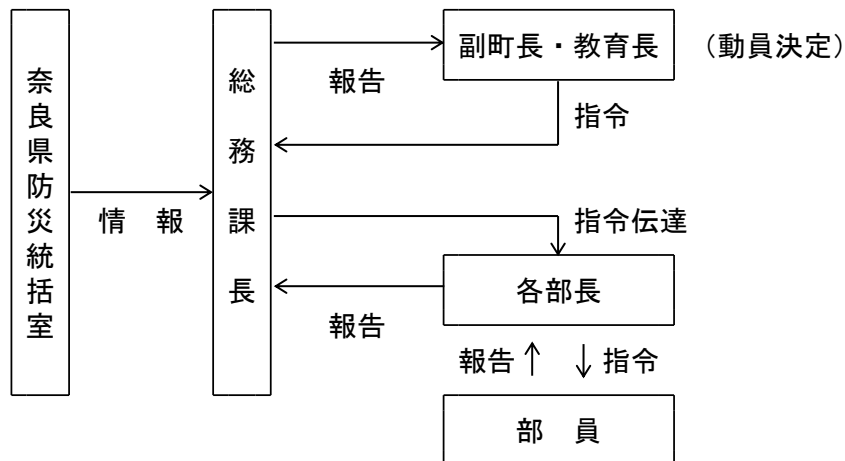 奈良県防災統括室
情　報
総務課長
報告
副町長・教育長
（動員決定）
指令
指令伝達
各部長
報告
報告
指令
部　員